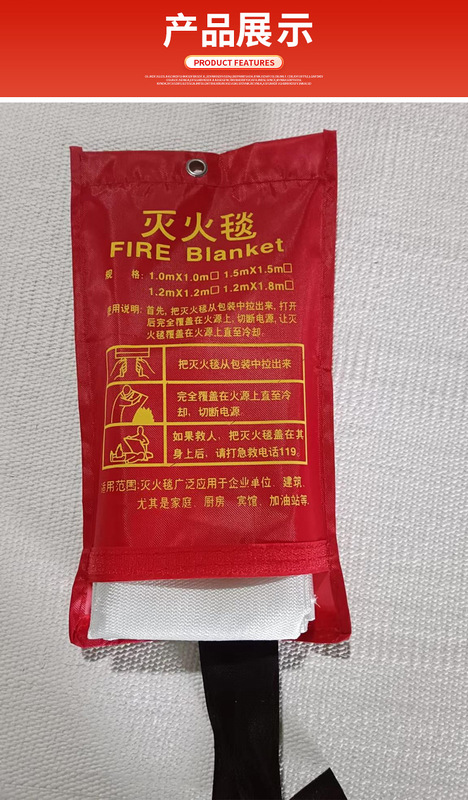 产品展示
PRODUCT FEATURES
灭火毯
FIRE Blanket
规 格: 1.0mX1.0m□ 1.5mX1.5m□
1.2mX1.2m□ 1.2mX1.8m□
使用说明: 首先, 把灭火毯从包装中拉出来, 打开
后完全覆盖在火源上, 切断电源, 让灭
火毯覆盖在火源上直至冷却.
把灭火毯从包装中拉出来
完全覆盖在火源上直至冷
却, 切断电源.
如果救人, 把灭火毯盖在其
身上后, 请打急救电话119。
适用范围: 灭火毯广泛应用于企业单位、建筑、
尤其是家庭、厨房、宾馆、加油站等.